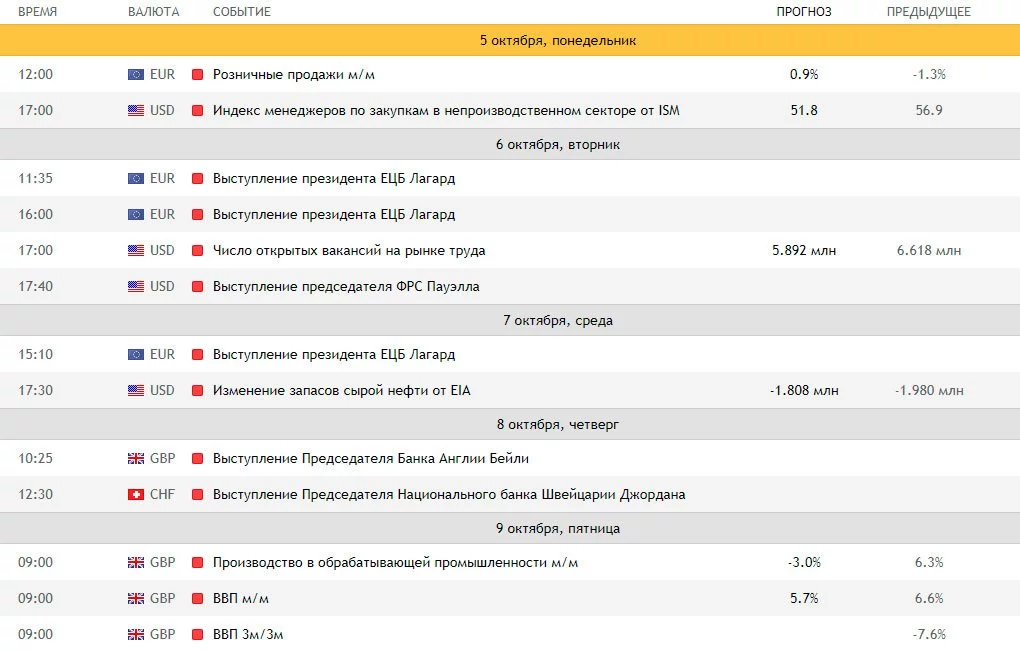 ВРЕМЯ ВАЛЮТА СОБЫТИЕ ПРОГНОЗ ПРЕДЫДУЩЕЕ
5 октября, понедельник
12:00 EUR Розничные продажи м/м 0.9% -1.3%
17:00 USD Индекс менеджеров по закупкам в непроизводственном секторе от ISM 51.8 56.9
6 октября, вторник
11:35 EUR Выступление президента ЕЦБ Лагард
16:00 EUR Выступление президента ЕЦБ Лагард
17:00 USD Число открытых вакансий на рынке труда 5.892 млн 6.618 млн
17:40 USD Выступление председателя ФРС Пауэлла
7 октября, среда
15:10 EUR Выступление президента ЕЦБ Лагард
17:30 USD Изменение запасов сырой нефти от EIA -1.808 млн -1.980 млн
8 октября, четверг
10:25 GBP Выступление Председателя Банка Англии Бейли
12:30 CHF Выступление Председателя Национального банка Швейцарии Джордана
9 октября, пятница
09:00 GBP Производство в обрабатывающей промышленности м/м -3.0% 6.3%
09:00 GBP ВВП м/м 5.7% 6.6%
09:00 GBP ВВП 3м/3м -7.6%